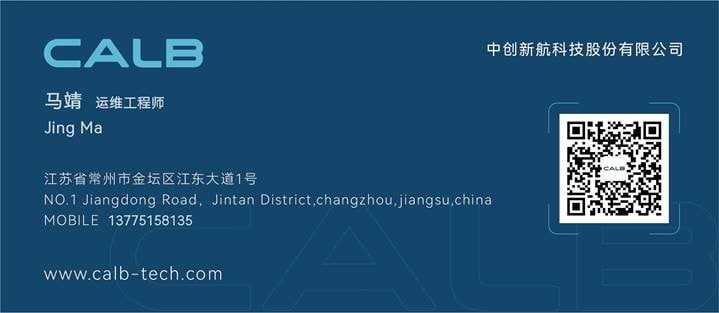 CALB
中创新航科技股份有限公司
马靖 运维工程师
Jing Ma
江苏省常州市金坛区江东大道1号
NO.1 Jiangdong Road, Jintan District,changzhou,jiangsu,china
MOBILE 13775158135
www.calb-tech.com
CALB
CALB